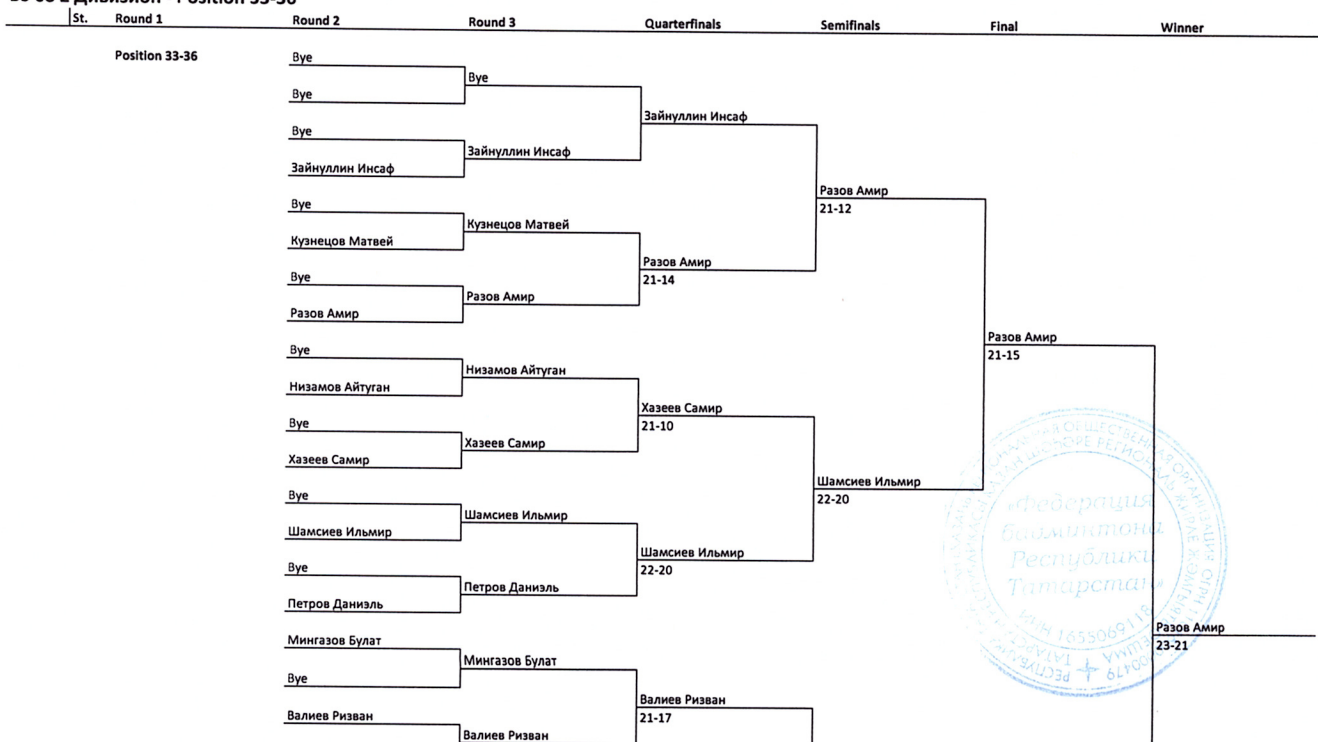 Position 33-36
St. Round 1 Round 2 Round 3 Quarterfinals Semifinals Final Winner
Position 33-36
Bye
Bye
Bye
Bye
Зайнуллин Инсаф
Зайнуллин Инсаф
Зайнуллин Инсаф
Bye
Кузнецов Матвей
Кузнецов Матвей
Разов Амир
21-12
Bye
Разов Амир
21-14
Разов Амир
Разов Амир
Bye
Низамов Айтуган
Низамов Айтуган
Разов Амир
21-15
Bye
Хазеев Самир
21-10
Хазеев Самир
Хазеев Самир
Bye
Шамсиев Ильмир
22-20
Шамсиев Ильмир
Шамсиев Ильмир
Bye
Шамсиев Ильмир
22-20
Петров Даниэль
Петров Даниэль
«Федерация
бадминтона
Республики
Татарстан»
ИНН 1655069118
Мингазов Булат
Мингазов Булат
Разов Амир
23-21
Bye
Валиев Ризван
21-17
Валиев Ризван
Валиев Ризван